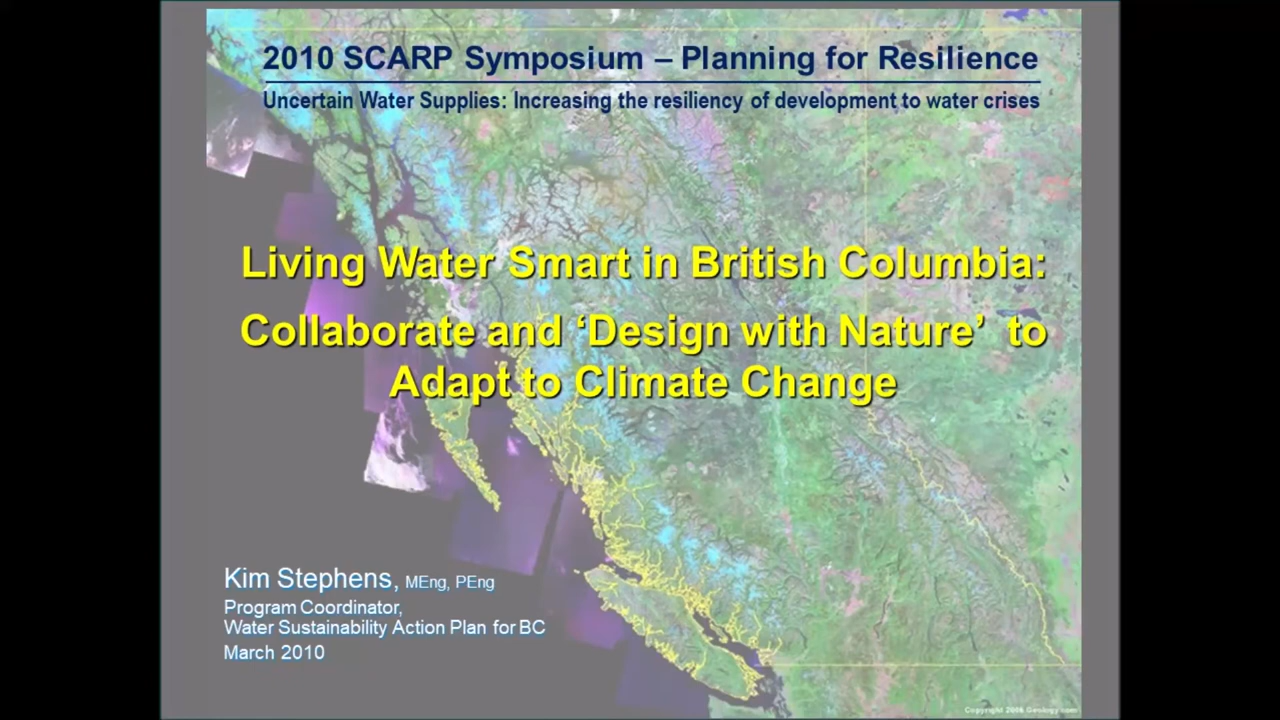 2010 SCARP Symposium – Planning for Resilience
Uncertain Water Supplies: Increasing the resiliency of development to water crises
Living Water Smart in British Columbia:
Collaborate and ‘Design with Nature’ to
Adapt to Climate Change
Kim Stephens, MEng, PEng
Program Coordinator,
Water Sustainability Action Plan for BC
March 2010
Copyright 2006 Geology.com